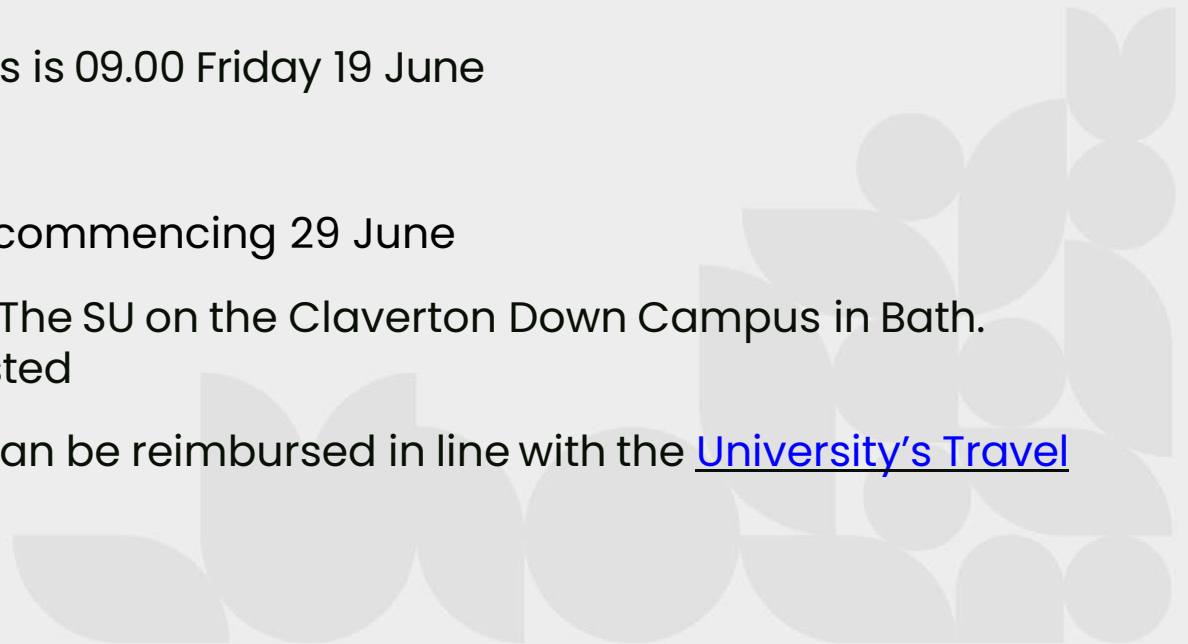 s is 09.00 Friday 19 June
commencing 29 June
The SU on the Claverton Down Campus in Bath.
sted
an be reimbursed in line with the University’s Travel